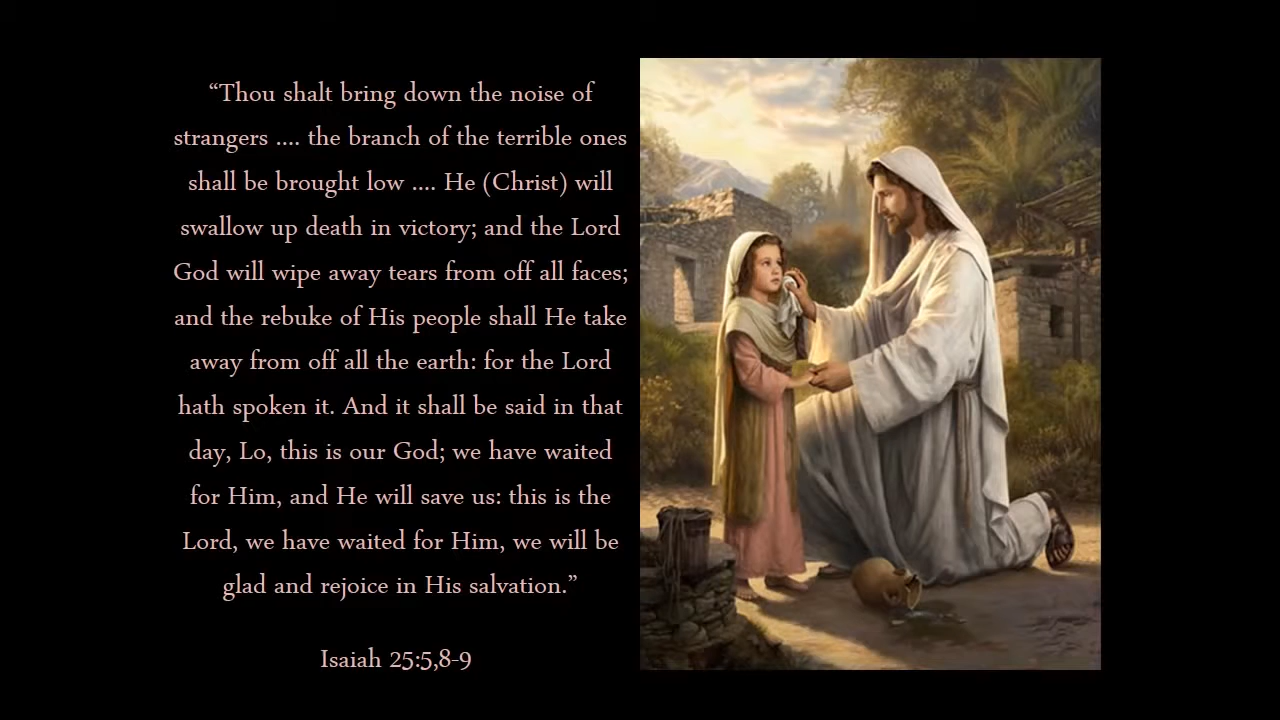 “Thou shalt bring down the noise of
strangers .... the branch of the terrible ones
shall be brought low .... He (Christ) will
swallow up death in victory; and the Lord
God will wipe away tears from off all faces;
and the rebuke of His people shall He take
away from off all the earth: for the Lord
hath spoken it. And it shall be said in that
day, Lo, this is our God; we have waited
for Him, and He will save us: this is the
Lord, we have waited for Him, we will be
glad and rejoice in His salvation.”
Isaiah 25:5,8-9